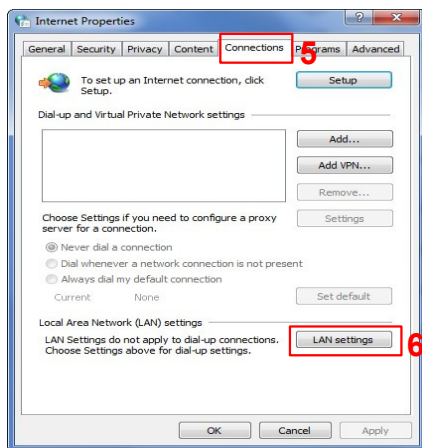 Internet Properties
General Security Privacy Content Connections Programs Advanced
5
To set up an Internet connection, click
Setup.
Setup
Dial-up and Virtual Private Network settings
Add...
Add VPN...
Remove...
Choose Settings if you need to configure a proxy
server for a connection.
Settings
Never dial a connection
Dial whenever a network connection is not present
Always dial my default connection
Current None
Set default
Local Area Network (LAN) settings
LAN Settings do not apply to dial-up connections.
Choose Settings above for dial-up settings.
LAN settings
6
OK Cancel Apply